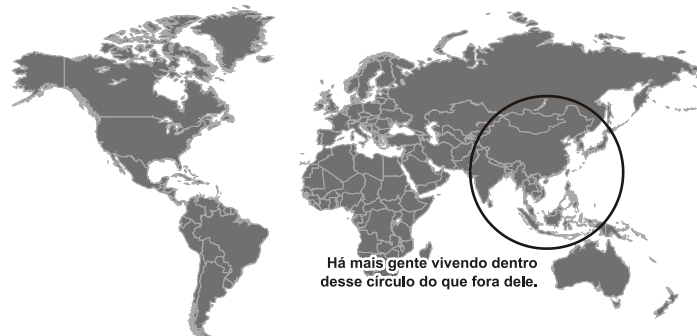 Há mais gente vivendo dentro
desse círculo do que fora dele.